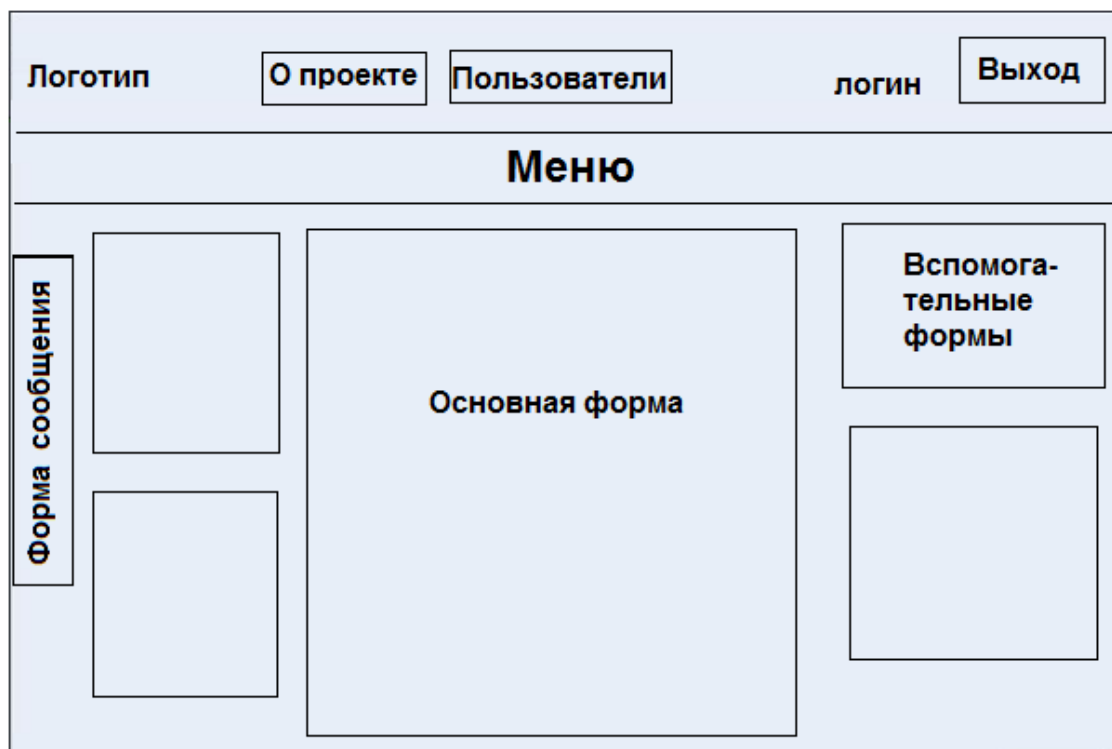 Логотип
О проекте
Пользователи
логин
Выход
Меню
Форма сообщения
Основная форма
Вспомога-
тельные
формы